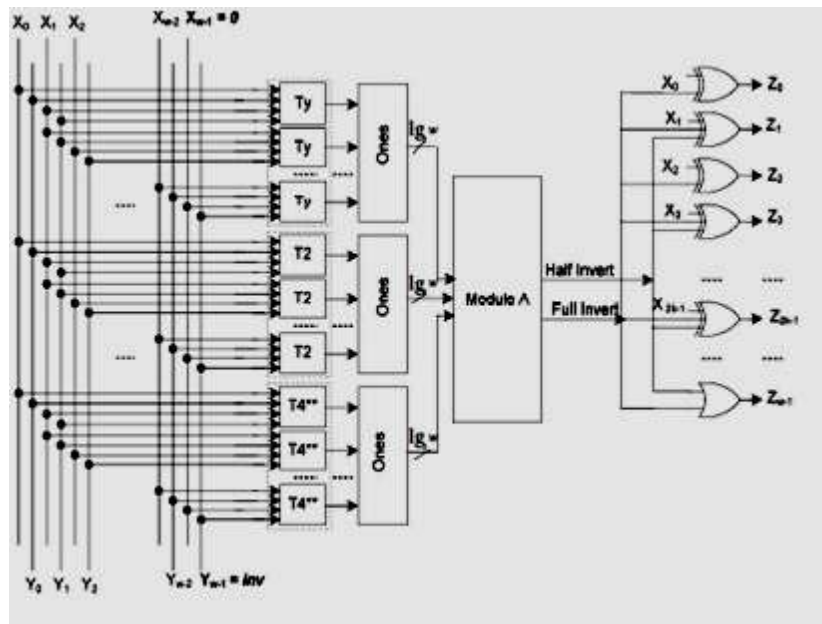 X0 X1 X2 Xw-2 Xw-1 = 0
Ty
Ty
Ty
Ones
lg w
T2
T2
T2
Ones
lg w
T4**
T4**
T4**
Ones
lg w
Module A
Half Invert
Full Invert
X0 Z0
X1 Z1
X2 Z2
X3 Z3
X2k-1 Z2k-1
Zw-1
Y0 Y1 Y2 Yw-2 Yw-1 = inv